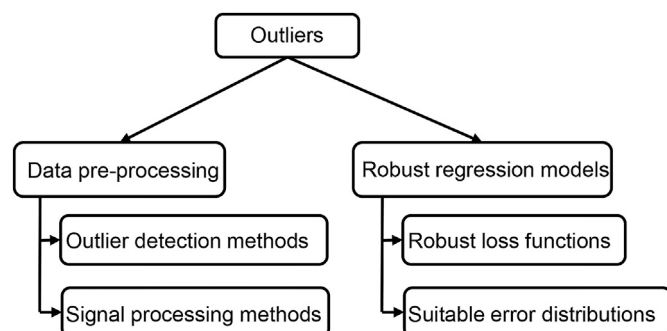 Outliers
Data pre-processing
Robust regression models
Outlier detection methods
Robust loss functions
Signal processing methods
Suitable error distributions